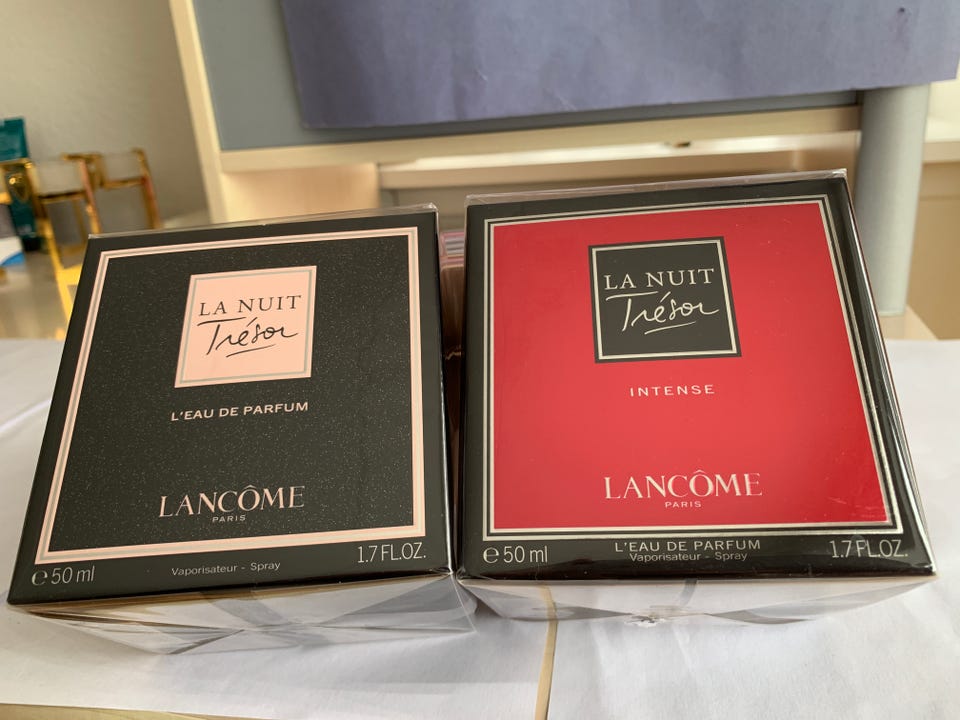 LA NUIT
Trésor
L'EAU DE PARFUM
LANCÔME
PARIS
e 50 ml
Vaporisateur - Spray
1.7 FL.OZ.
LA NUIT
Trésor
INTENSE
LANCÔME
PARIS
e 50 ml
L'EAU DE PARFUM
Vaporisateur - Spray
1.7 FL.OZ.